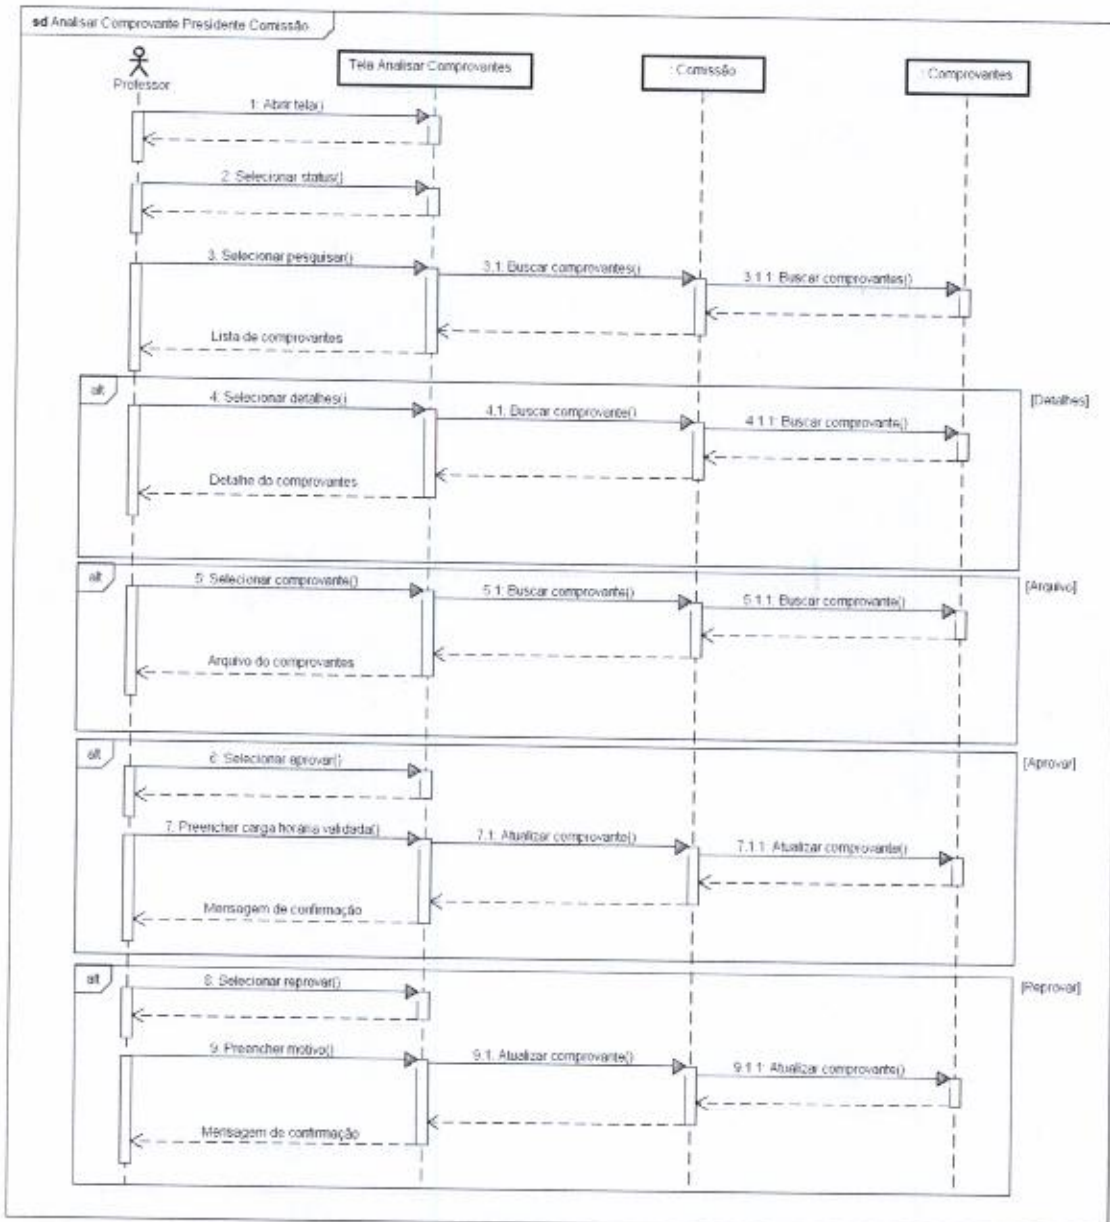 sd Analisar Comprovante Presidente Comissão
Professor
Tela Analisar Comprovantes
: Comissão
: Comprovantes
1: Abrir tela()
2: Selecionar status()
3: Selecionar pesquisar()
3.1: Buscar comprovantes()
3.1.1: Buscar comprovantes()
Lista de comprovantes
alt
[Detalhes]
4: Selecionar detalhes()
4.1: Buscar comprovante()
4.1.1: Buscar comprovante()
Detalhe do comprovantes
alt
[Arquivo]
5: Selecionar comprovante()
5.1: Buscar comprovante()
5.1.1: Buscar comprovante()
Arquivo do comprovantes
alt
[Aprovar]
6: Selecionar aprovar()
7: Preencher carga horária validada()
7.1: Atualizar comprovante()
7.1.1: Atualizar comprovante()
Mensagem de confirmação
alt
[Reprovar]
8: Selecionar reprovar()
9: Preencher motivo()
9.1: Atualizar comprovante()
9.1.1: Atualizar comprovante()
Mensagem de confirmação